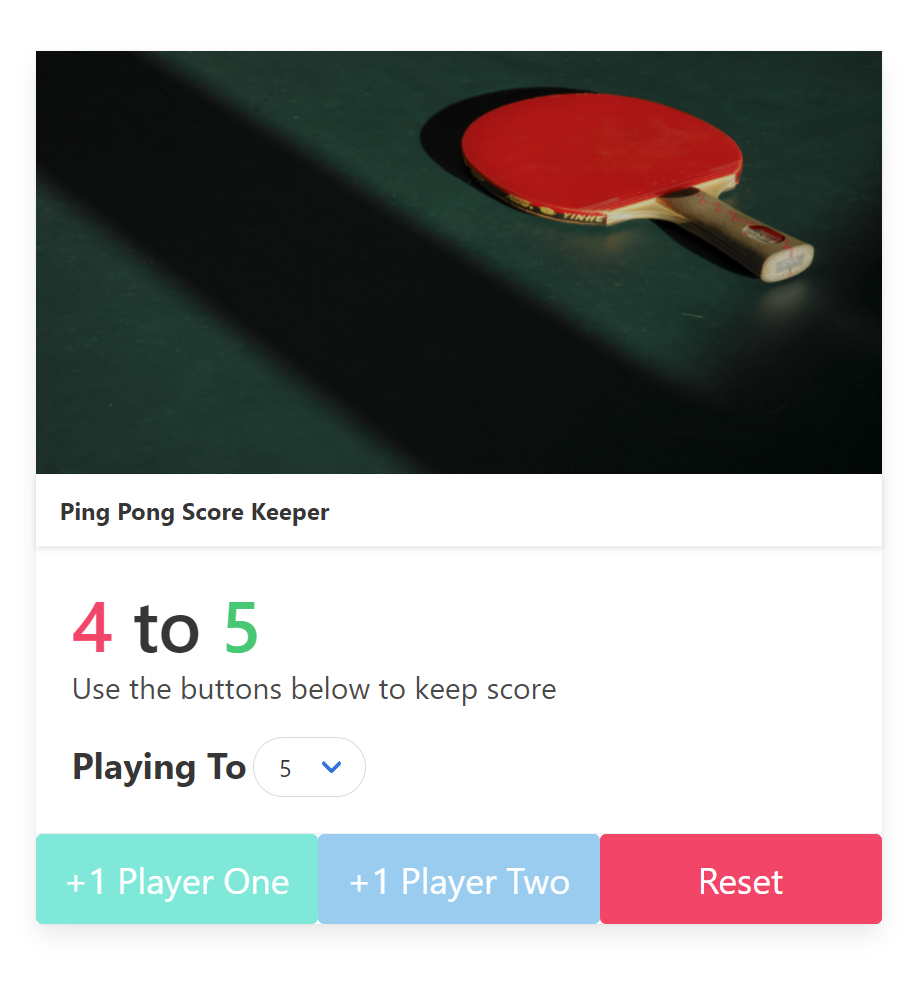 YINHE
Ping Pong Score Keeper
4 to 5
Use the buttons below to keep score
Playing To 5
+1 Player One +1 Player Two Reset